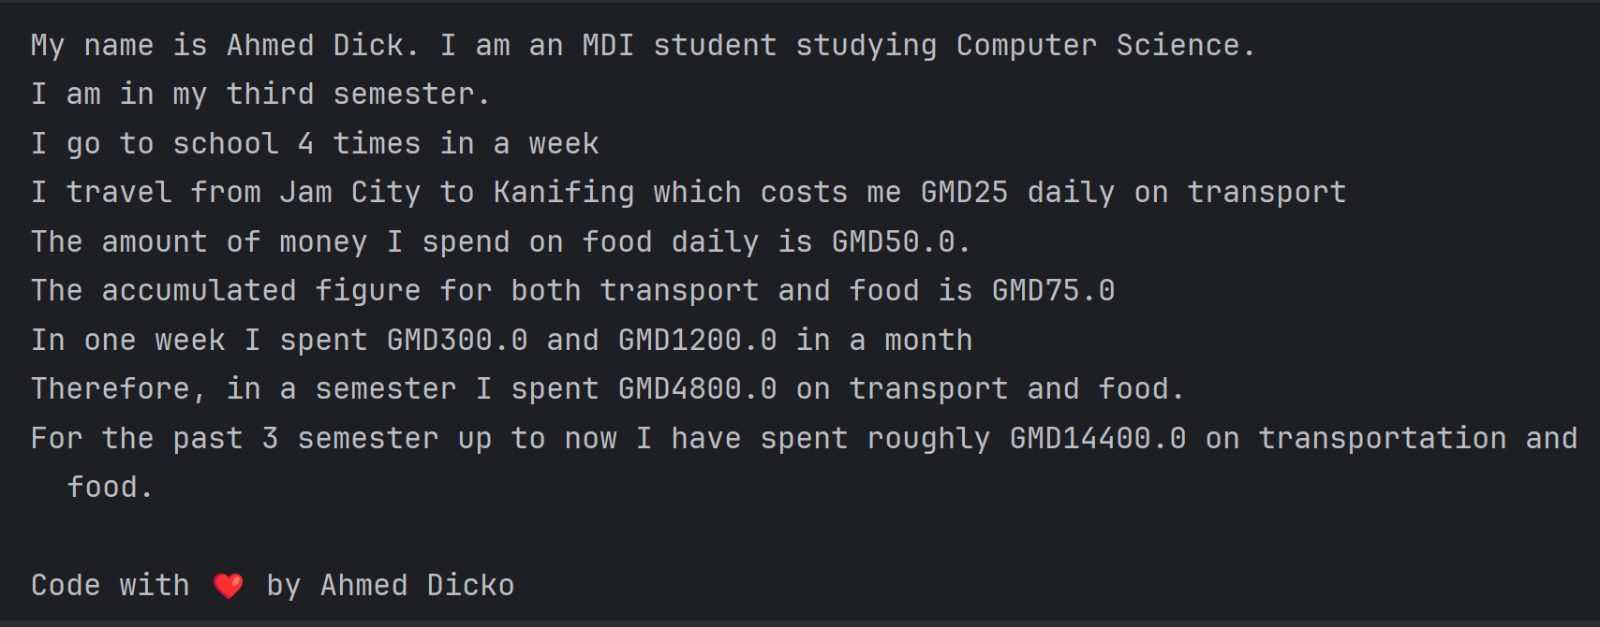 My name is Ahmed Dick. I am an MDI student studying Computer Science.
I am in my third semester.
I go to school 4 times in a week
I travel from Jam City to Kanifing which costs me GMD25 daily on transport
The amount of money I spend on food daily is GMD50.0.
The accumulated figure for both transport and food is GMD75.0
In one week I spent GMD300.0 and GMD1200.0 in a month
Therefore, in a semester I spent GMD4800.0 on transport and food.
For the past 3 semester up to now I have spent roughly GMD14400.0 on transportation and
food.
Code with ❤️ by Ahmed Dicko